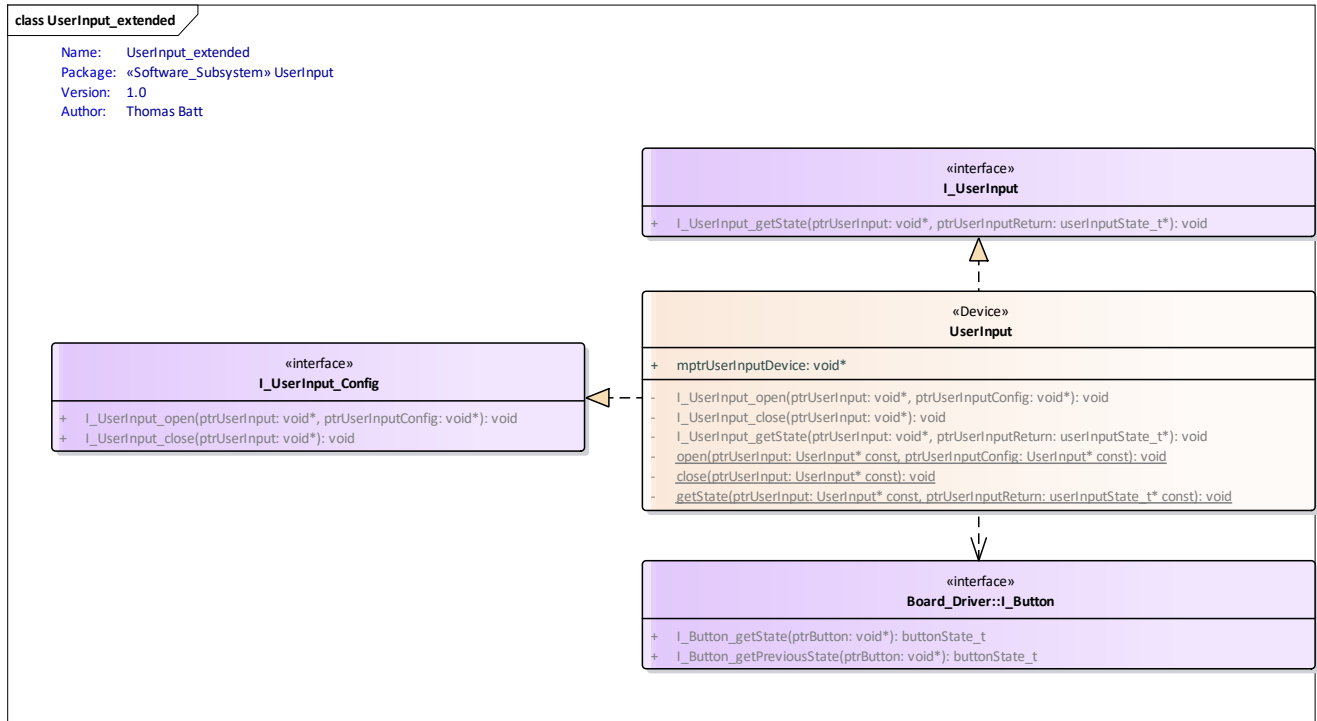 class UserInput_extended
Name: UserInput_extended
Package: «Software_Subsystem» UserInput
Version: 1.0
Author: Thomas Batt
«interface»
I_UserInput
+ I_UserInput_getState(ptrUserInput: void*, ptrUserInputReturn: userInputState_t*): void
«Device»
UserInput
+ mptrUserInputDevice: void*
- I_UserInput_open(ptrUserInput: void*, ptrUserInputConfig: void*): void
- I_UserInput_close(ptrUserInput: void*): void
- I_UserInput_getState(ptrUserInput: void*, ptrUserInputReturn: userInputState_t*): void
- open(ptrUserInput: UserInput* const, ptrUserInputConfig: UserInput* const): void
- close(ptrUserInput: UserInput* const): void
- getState(ptrUserInput: UserInput* const, ptrUserInputReturn: userInputState_t* const): void
«interface»
I_UserInput_Config
+ I_UserInput_open(ptrUserInput: void*, ptrUserInputConfig: void*): void
+ I_UserInput_close(ptrUserInput: void*): void
«interface»
Board_Driver::I_Button
+ I_Button_getState(ptrButton: void*): buttonState_t
+ I_Button_getPreviousState(ptrButton: void*): buttonState_t